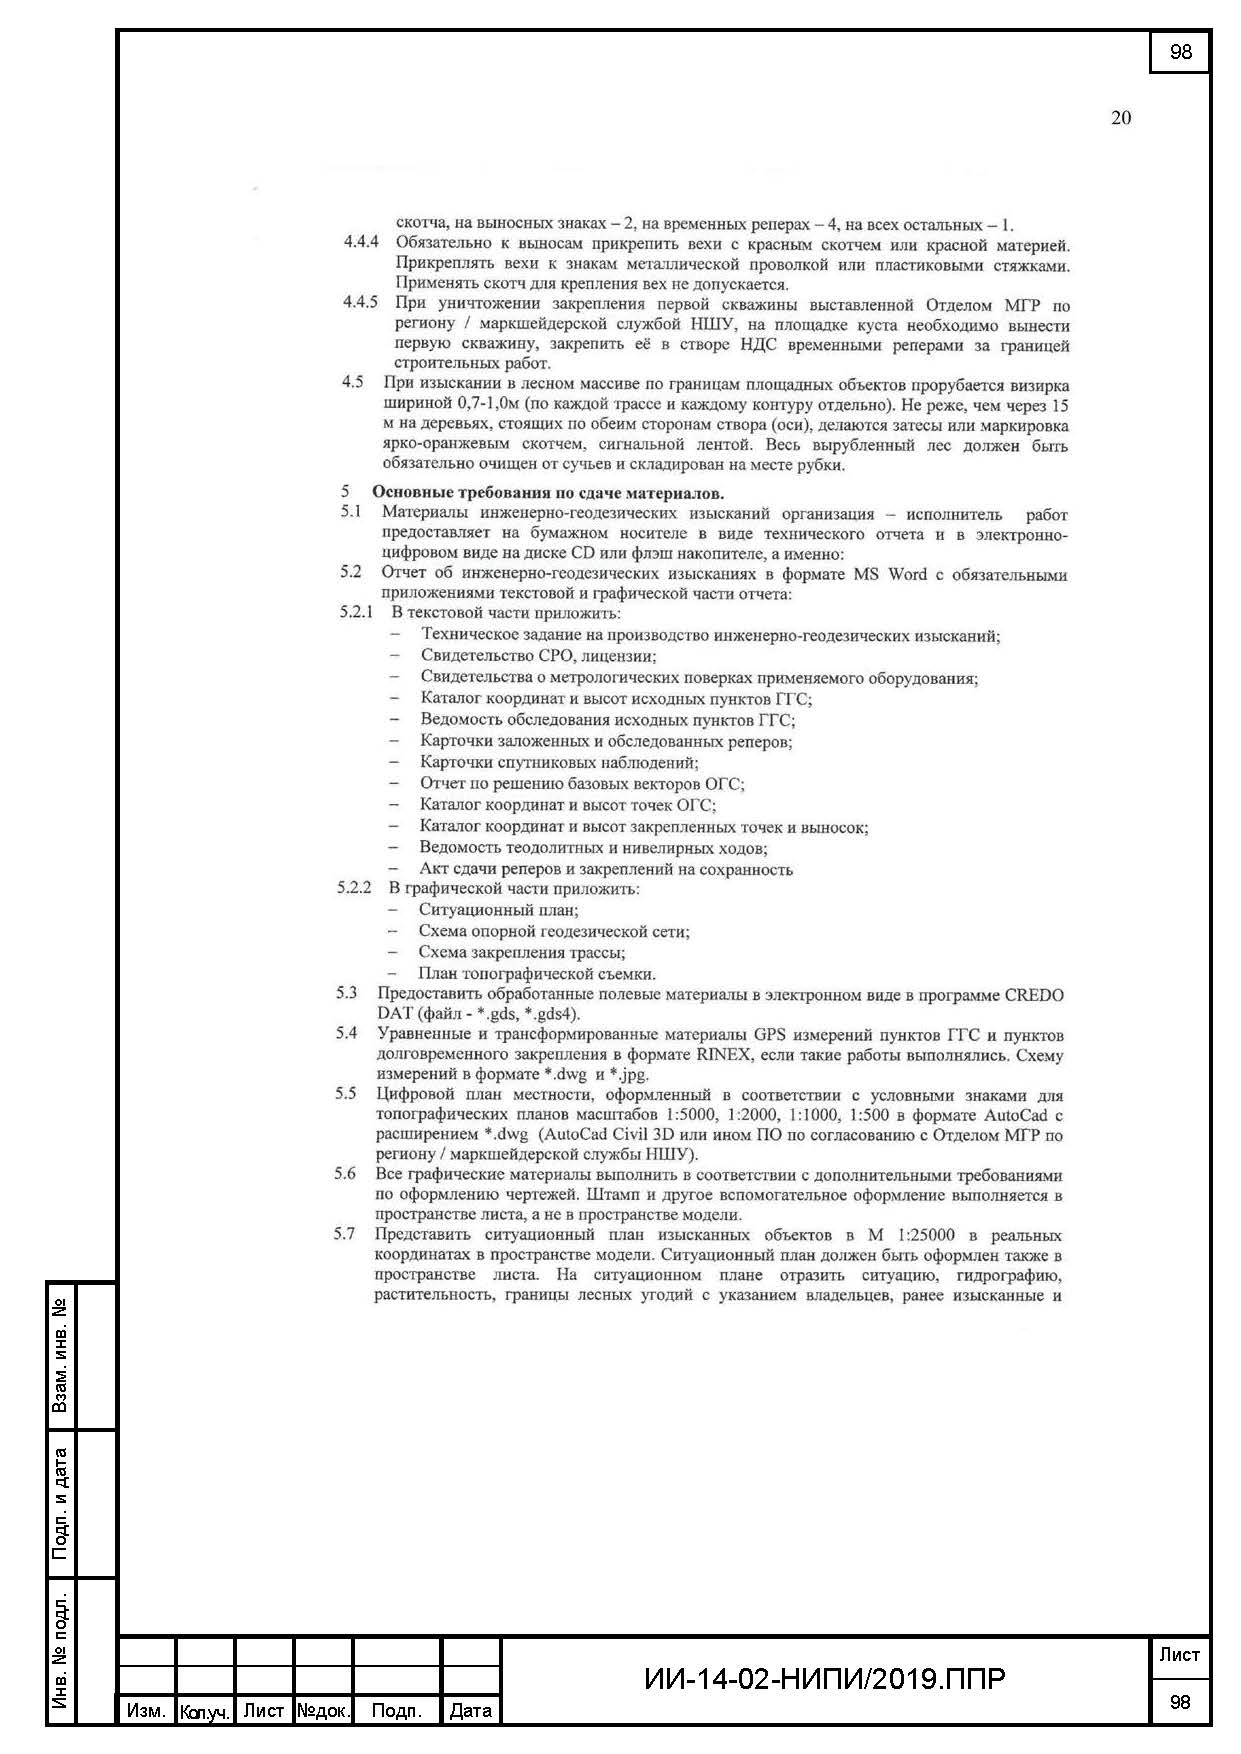 98
20
скотча, на выносных знаках – 2, на временных реперах – 4, на всех остальных – 1.
4.4.4 Обязательно к выносам прикрепить вехи с красным скотчем или красной материей.
Прикреплять вехи к знакам металлической проволкой или пластиковыми стяжками.
Применять скотч для крепления вех не допускается.
4.4.5 При уничтожении закрепления первой скважины выставленной Отделом МГР по
региону / маркшейдерской службой НШУ, на площадке куста необходимо вынести
первую скважину, закрепить её в створе НДС временными реперами за границей
строительных работ.
4.5 При изыскании в лесном массиве по границам площадных объектов прорубается визирка
шириной 0,7-1,0м (по каждой трассе и каждому контуру отдельно). Не реже, чем через 15
м на деревьях, стоящих по обеим сторонам створа (оси), делаются затесы или маркировка
ярко-оранжевым скотчем, сигнальной лентой. Весь вырубленный лес должен быть
обязательно очищен от сучьев и складирован на месте рубки.
5 Основные требования по сдаче материалов.
5.1 Материалы инженерно-геодезических изысканий организация – исполнитель работ
предоставляет на бумажном носителе в виде технического отчета и в электронно-
цифровом виде на диске CD или флэш накопителе, а именно:
5.2 Отчет об инженерно-геодезических изысканиях в формате MS Word с обязательными
приложениями текстовой и графической части отчета:
5.2.1 В текстовой части приложить:
– Техническое задание на производство инженерно-геодезических изысканий;
– Свидетельство СРО, лицензии;
– Свидетельства о метрологических поверках применяемого оборудования;
– Каталог координат и высот исходных пунктов ГГС;
– Ведомость обследования исходных пунктов ГГС;
– Карточки заложенных и обследованных реперов;
– Карточки спутниковых наблюдений;
– Отчет по решению базовых векторов ОГС;
– Каталог координат и высот точек ОГС;
– Каталог координат и высот закрепленных точек и выносок;
– Ведомость теодолитных и нивелирных ходов;
– Акт сдачи реперов и закреплений на сохранность
5.2.2 В графической части приложить:
– Ситуационный план;
– Схема опорной геодезической сети;
– Схема закрепления трассы;
– План топографической съемки.
5.3 Предоставить обработанные полевые материалы в электронном виде в программе CREDO
DAT (файл - *.gds, *.gds4).
5.4 Уравненные и трансформированные материалы GPS измерений пунктов ГГС и пунктов
долговременного закрепления в формате RINEX, если такие работы выполнялись. Схему
измерений в формате *.dwg и *.jpg.
5.5 Цифровой план местности, оформленный в соответствии с условными знаками для
топографических планов масштабов 1:5000, 1:2000, 1:1000, 1:500 в формате AutoCad с
расширением *.dwg (AutoCad Civil 3D или ином ПО по согласованию с Отделом МГР по
региону / маркшейдерской службы НШУ).
5.6 Все графические материалы выполнить в соответствии с дополнительными требованиями
по оформлению чертежей. Штамп и другое вспомогательное оформление выполняется в
пространстве листа, а не в пространстве модели.
5.7 Представить ситуационный план изысканных объектов в М 1:25000 в реальных
координатах в пространстве модели. Ситуационный план должен быть оформлен также в
пространстве листа. На ситуационном плане отразить ситуацию, гидрографию,
растительность, границы лесных угодий с указанием владельцев, ранее изысканные и
Взам. инв. №
Подп. и дата
Инв. № подл.
Изм. Кол.уч. Лист №док. Подп. Дата
ИИ-14-02-НИПИ/2019.ППР
Лист
98